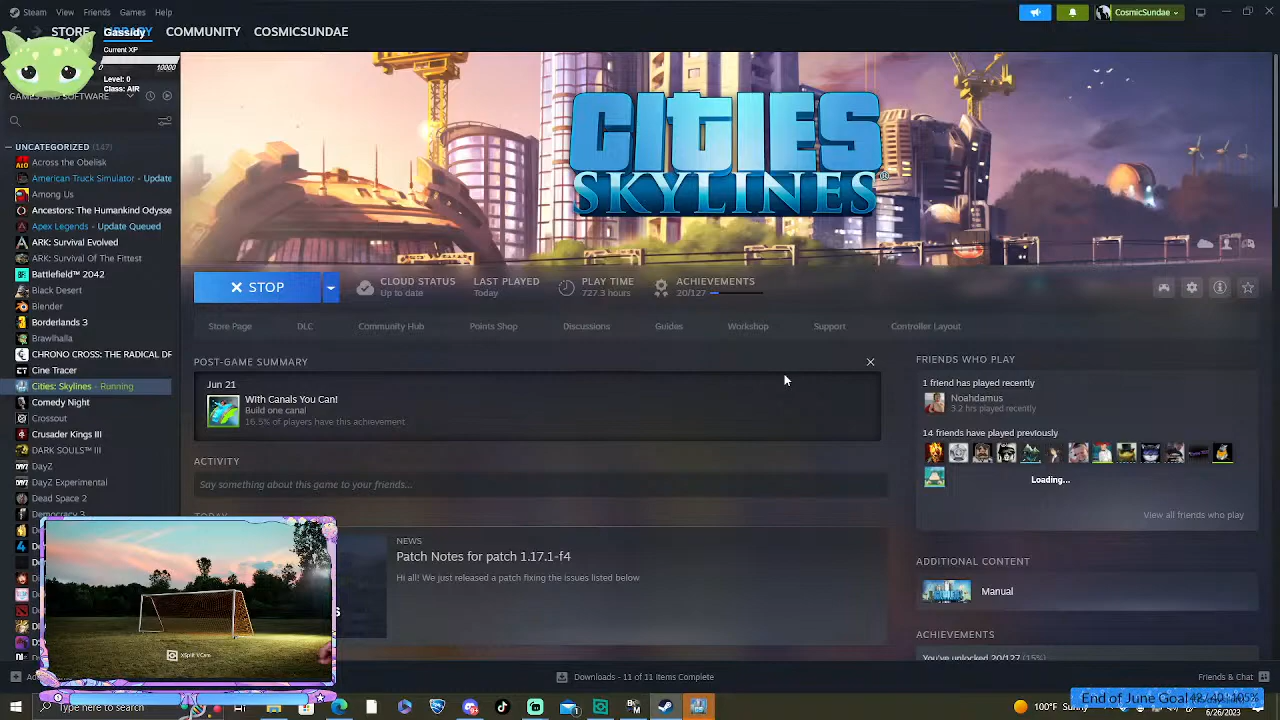 Steam View Friends Games Help
CosmicSundae
STORE LIBRARY COMMUNITY COSMICSUNDAE
Cassidy
Current XP
0 10000
Level: 0
Class: AIR
GAMES AND SOFTWARE
UNCATEGORIZED (147)
Across the Obelisk
American Truck Simulator - Update
Among Us
Ancestors: The Humankind Odysse
Apex Legends - Update Queued
ARK: Survival Evolved
ARK: Survival Of The Fittest
Battlefield™ 2042
Black Desert
Blender
Borderlands 3
Brawlhalla
CHRONO CROSS: THE RADICAL DR
Cine Tracer
Cities: Skylines - Running
Comedy Night
Crossout
Crusader Kings III
DARK SOULS™ III
DayZ
DayZ Experimental
Dead Space 2
Democracy 3
CITIES
SKYLINES®
STOP
CLOUD STATUS
Up to date
LAST PLAYED
Today
PLAY TIME
727.3 hours
ACHIEVEMENTS
20/127
Store Page DLC Community Hub Points Shop Discussions Guides Workshop Support Controller Layout
POST-GAME SUMMARY
Jun 21
With Canals You Can!
Build one canal
16.5% of players have this achievement
ACTIVITY
Say something about this game to your friends...
TODAY
NEWS
Patch Notes for patch 1.17.1-f4
Hi all! We just released a patch fixing the issues listed below
FRIENDS WHO PLAY
1 friend has played recently
Noahdamus
3.2 hrs played recently
14 friends have played previously
Loading...
View all friends who play
ADDITIONAL CONTENT
Manual
ACHIEVEMENTS
You've unlocked 20/127 (15%)
XSplit VCam
Downloads - 11 of 11 Items Complete
Friends & Chat
100°F
End of June Goal
6/26/2023